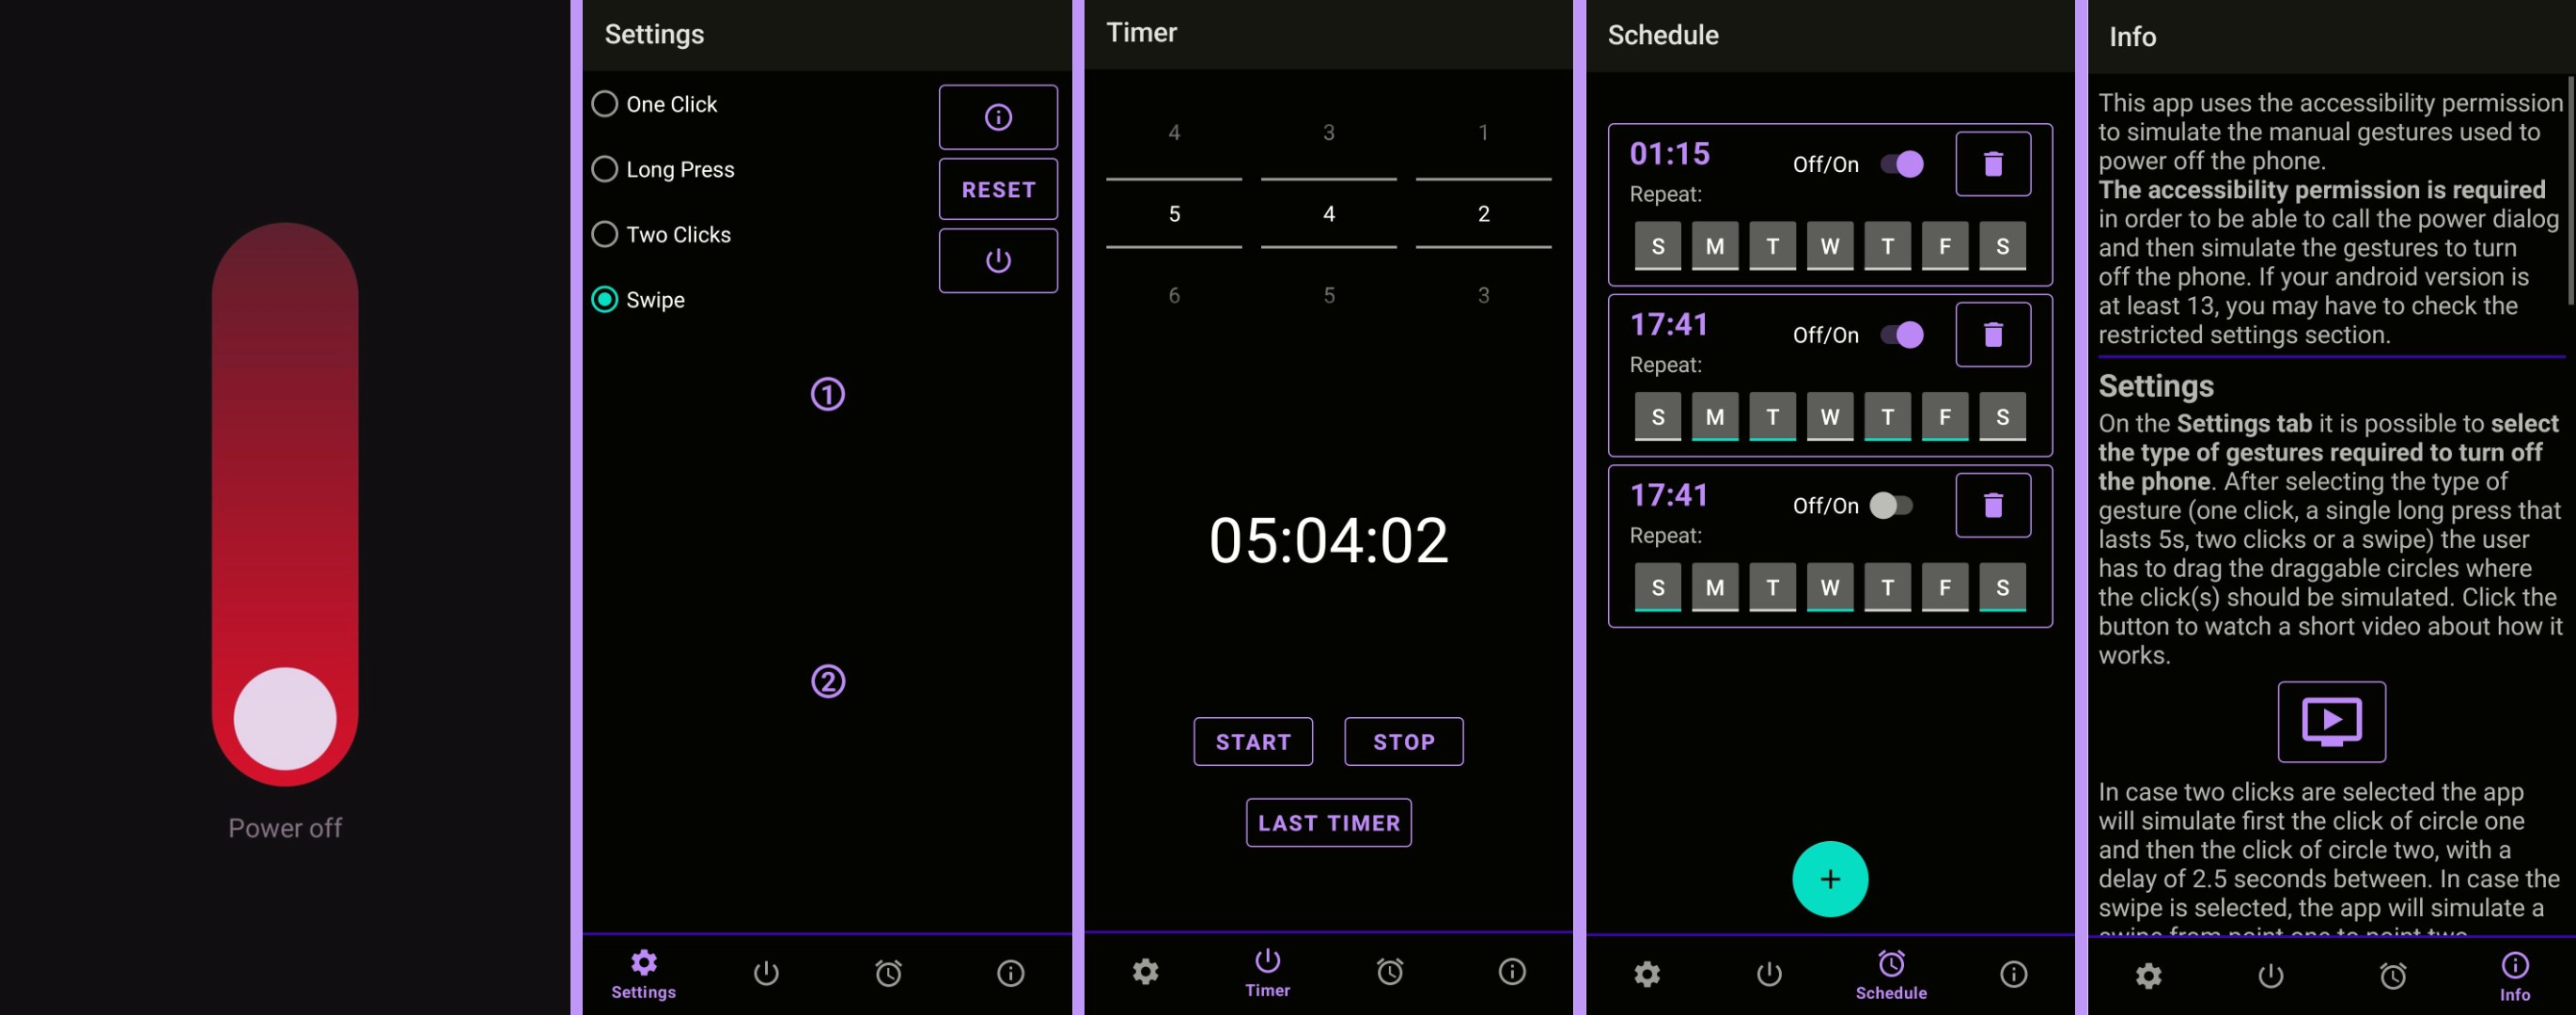 Power off
Settings
One Click
Long Press
Two Clicks
Swipe
RESET
1
2
Settings
Timer
4 3 1
5 4 2
6 5 3
05:04:02
START STOP
LAST TIMER
Timer
Schedule
01:15 Off/On
Repeat:
S M T W T F S
17:41 Off/On
Repeat:
S M T W T F S
17:41 Off/On
Repeat:
S M T W T F S
+
Schedule
Info
This app uses the accessibility permission
to simulate the manual gestures used to
power off the phone.
The accessibility permission is required
in order to be able to call the power dialog
and then simulate the gestures to turn
off the phone. If your android version is
at least 13, you may have to check the
restricted settings section.
Settings
On the Settings tab it is possible to select
the type of gestures required to turn off
the phone. After selecting the type of
gesture (one click, a single long press that
lasts 5s, two clicks or a swipe) the user
has to drag the draggable circles where
the click(s) should be simulated. Click the
button to watch a short video about how it
works.
In case two clicks are selected the app
will simulate first the click of circle one
and then the click of circle two, with a
delay of 2.5 seconds between. In case the
swipe is selected, the app will simulate a
swipe from point one to point two
Info